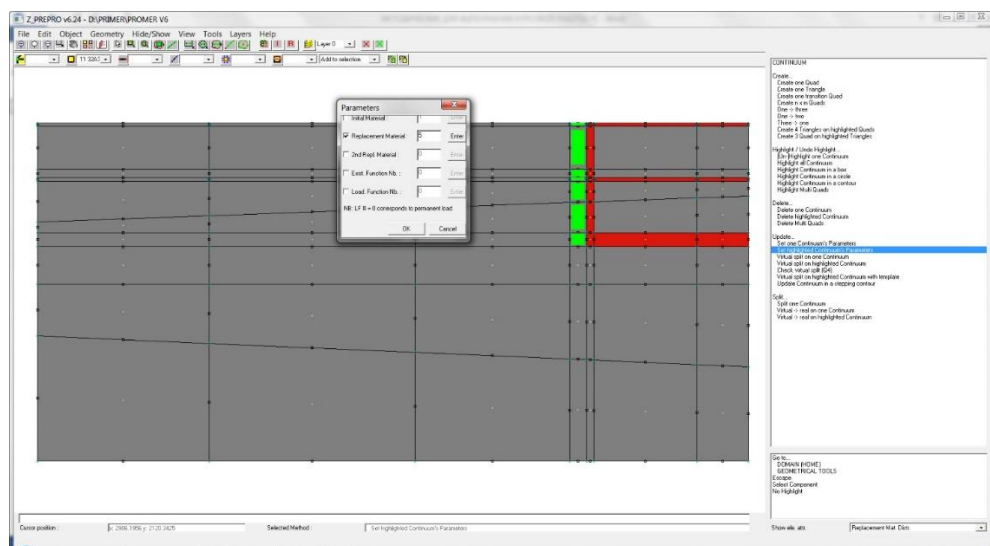 Z_PREPRO v6.24 - D:\PRIMER\PROMER V6
File Edit Object Geometry Hide/Show View Tools Layers Help
Layer 0
Add to selection
Parameters
Initial Material :
Enter
Replacement Material :
5
Enter
2nd Repl. Material :
Enter
Exist. Function Nb. :
Enter
Load. Function Nb. :
Enter
NB: LF # = 0 corresponds to permanent load
OK
Cancel
CONTINUUM
Create...
Create one Quad
Create one Triangle
Create one transition Quad
Create n x m Quads
One -> three
One -> two
Three -> one
Create 4 Triangles on highlighted Quads
Create 3 Quad on highlighted Triangles
Highlight / Undo Highlight...
(Un-)Highlight one Continuum
Highlight all Continuum
Highlight Continuum in a box
Highlight Continuum in a circle
Highlight Continuum in a contour
Highlight Multi Quads
Delete...
Delete one Continuum
Delete highlighted Continuum
Delete Multi Quads
Update...
Set one Continuum's Parameters
Set highlighted Continuum's Parameters
Virtual split on one Continuum
Virtual split on highlighted Continuum
Check virtual split (Q4)
Virtual split on highlighted Continuum with template
Update Continuum in a stepping contour
Split...
Split one Continuum
Virtual -> real on one Continuum
Virtual -> real on highlighted Continuum
Go to...
DOMAIN (HOME)
GEOMETRICAL TOOLS
Escape
Select Component
No Highlight
Cursor position :
Selected Method :
Set highlighted Continuum's Parameters
Show ele. attr.
Replacement Mat. Diim